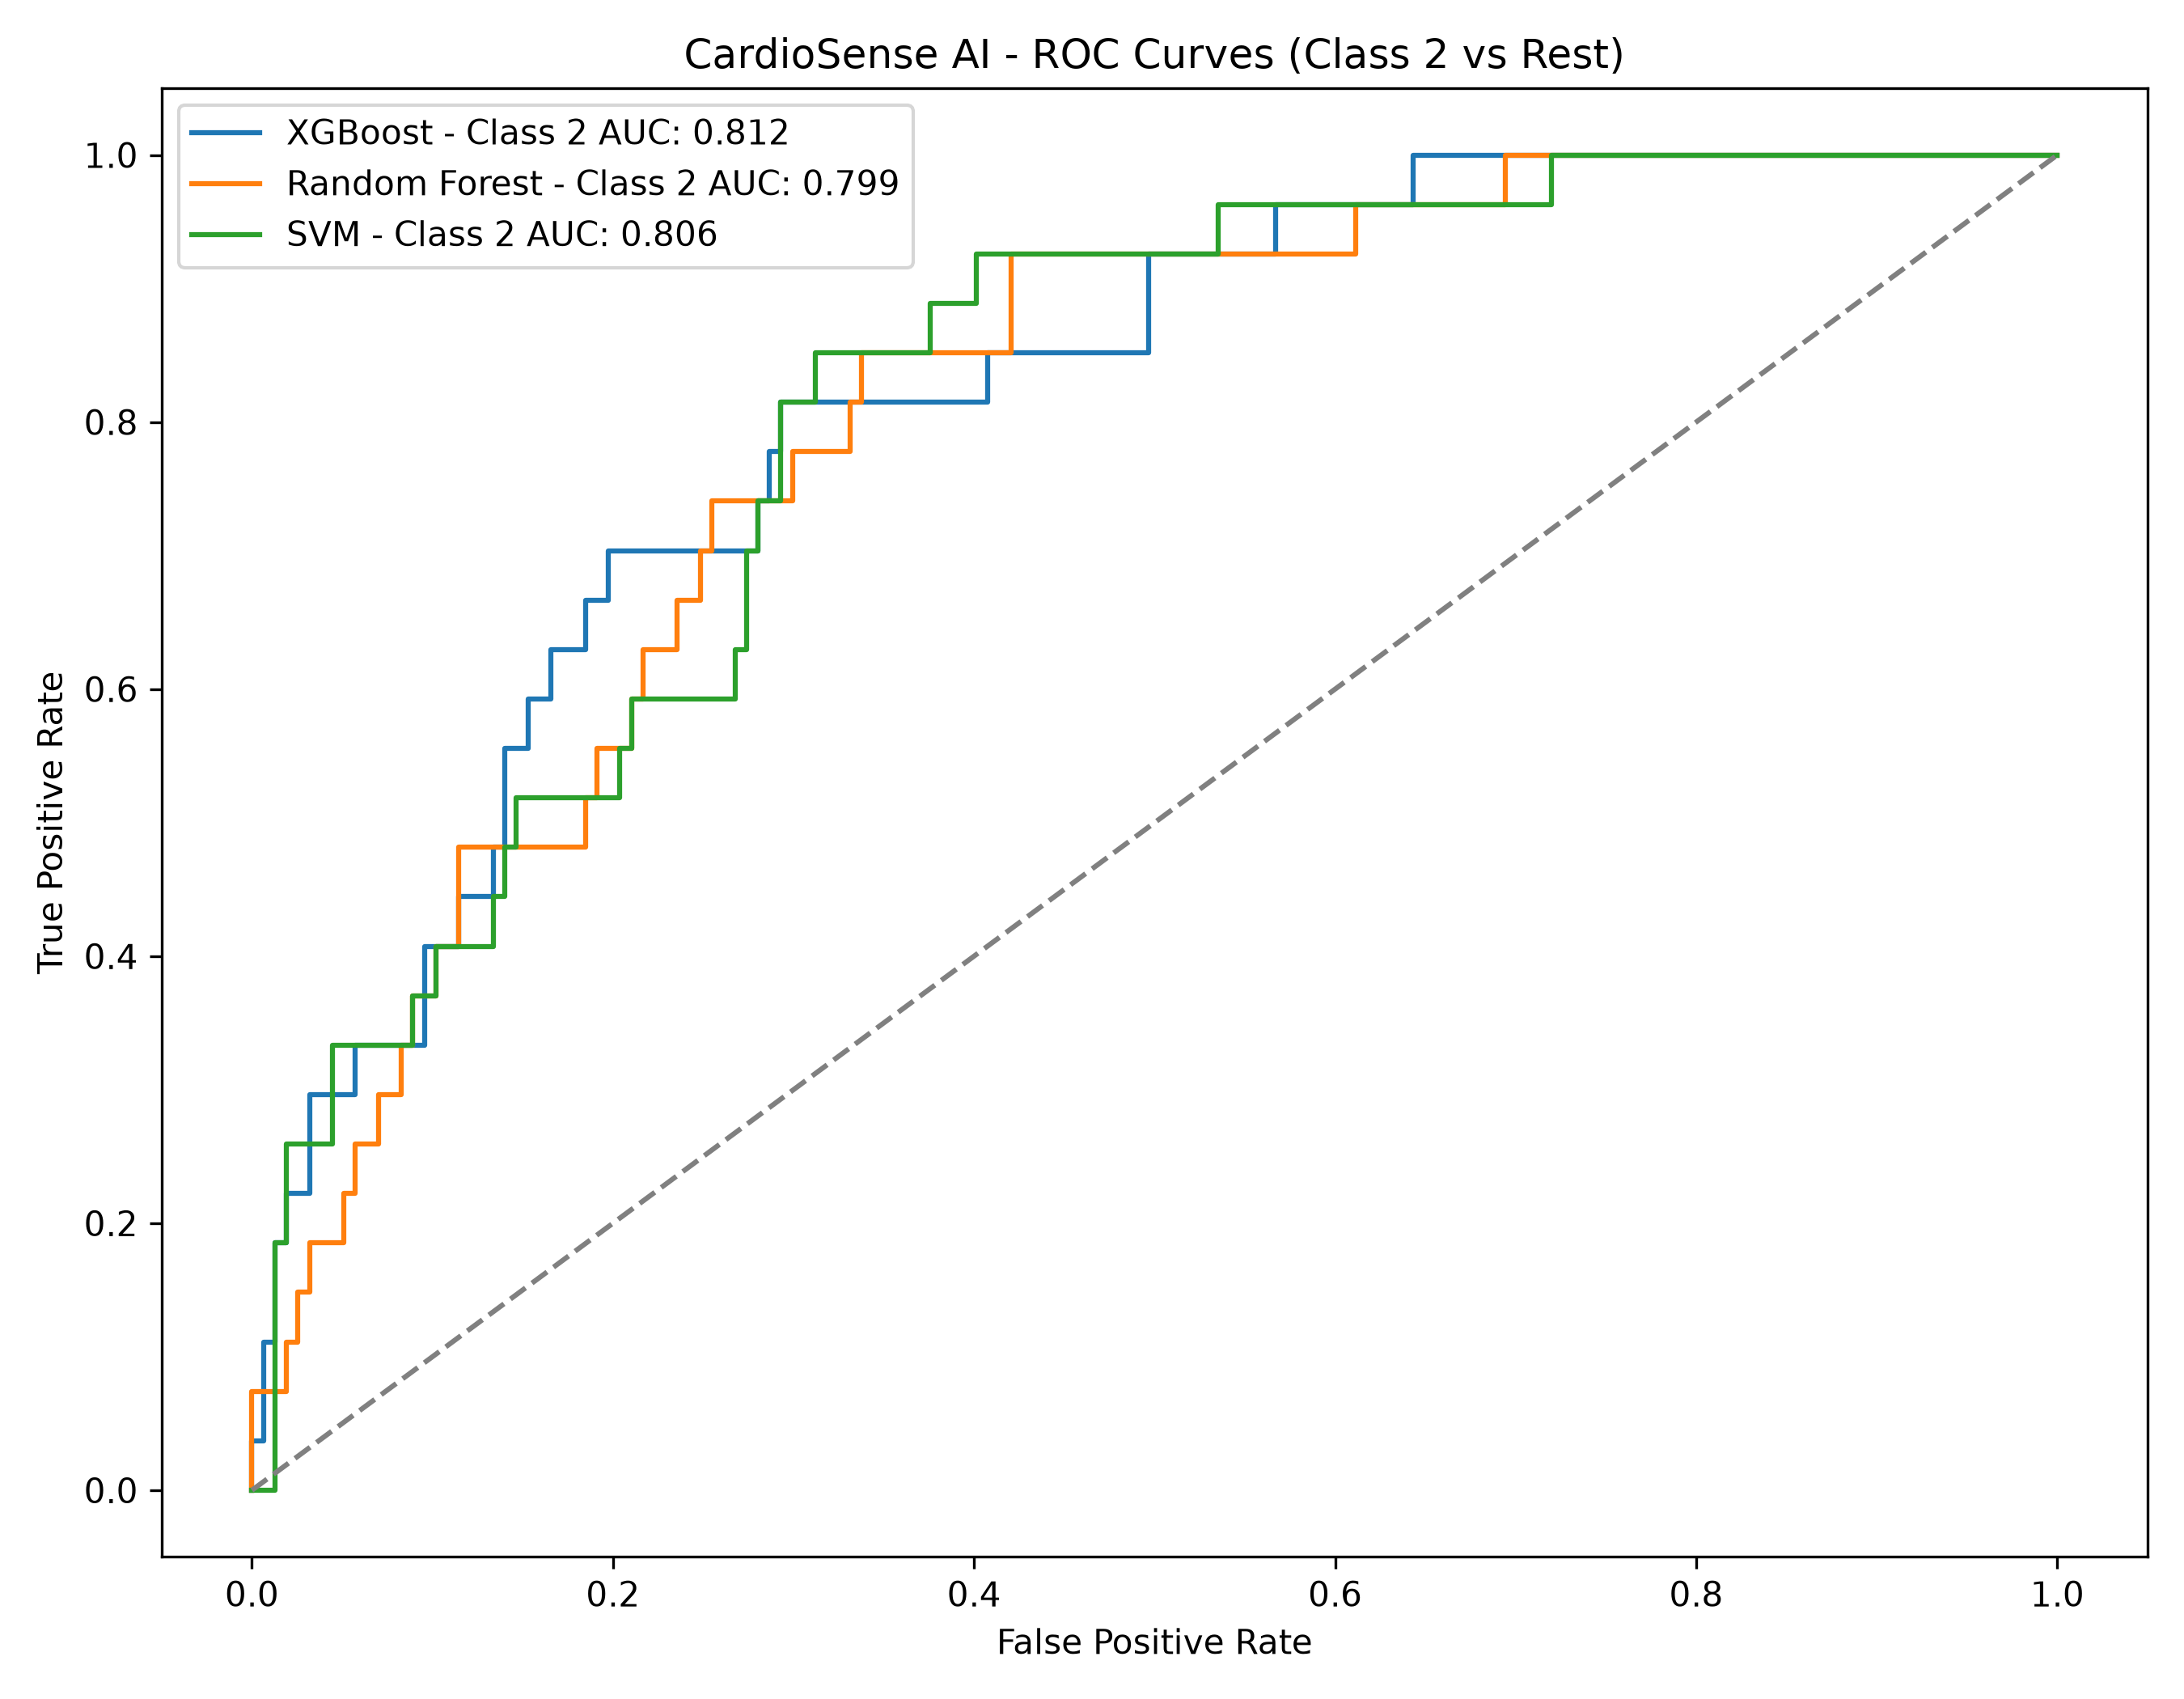 CardioSense AI - ROC Curves (Class 2 vs Rest)
XGBoost - Class 2 AUC: 0.812
Random Forest - Class 2 AUC: 0.799
SVM - Class 2 AUC: 0.806
True Positive Rate
1.0
0.8
0.6
0.4
0.2
0.0
0.0 0.2 0.4 0.6 0.8 1.0
False Positive Rate